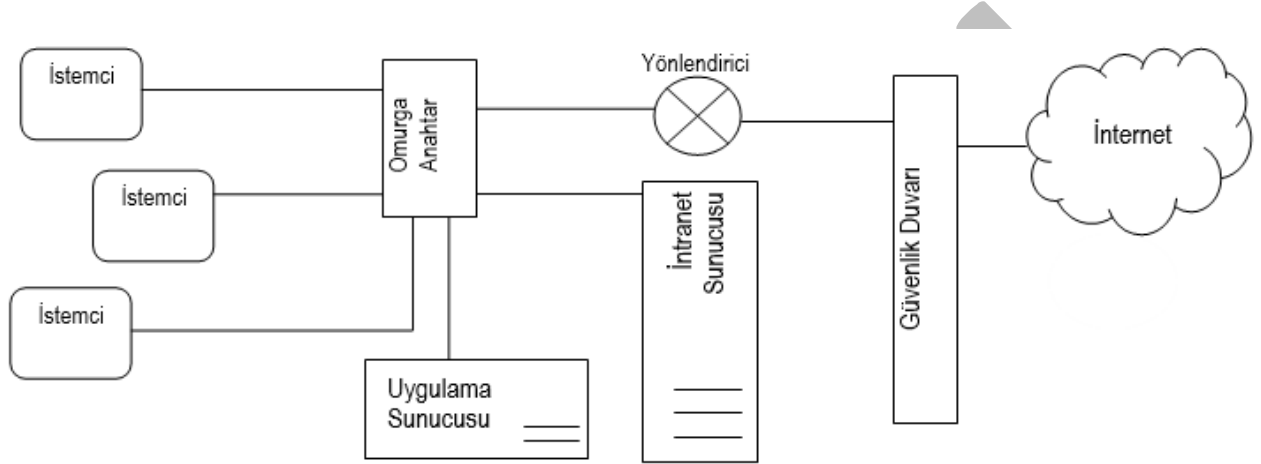 İstemci
Omurga
Anahtar
Yönlendirici
İnternet
İstemci
İntranet
Sunucusu
Güvenlik Duvarı
İstemci
Uygulama
Sunucusu